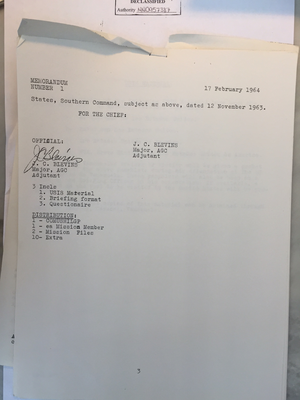 DECLASSIFIED
Authority
MEMORANDUM
NUMBER 1 17 February 1964
States, Southern Command, subject as above, dated 12 November 1963.
FOR THE CHIEF:
OFFICIAL: J. C. BLEVINS
Major, AGC
Adjutant
J. C. BLEVINS
Major, AGC
Adjutant
3 Incls
1. USIS Material
2. Briefing format
3. Questionnaire
DISTRIBUTION:
1 - COMUSMILGP
1 - ea Mission Member
2 - Mission Files
10- Extra
3